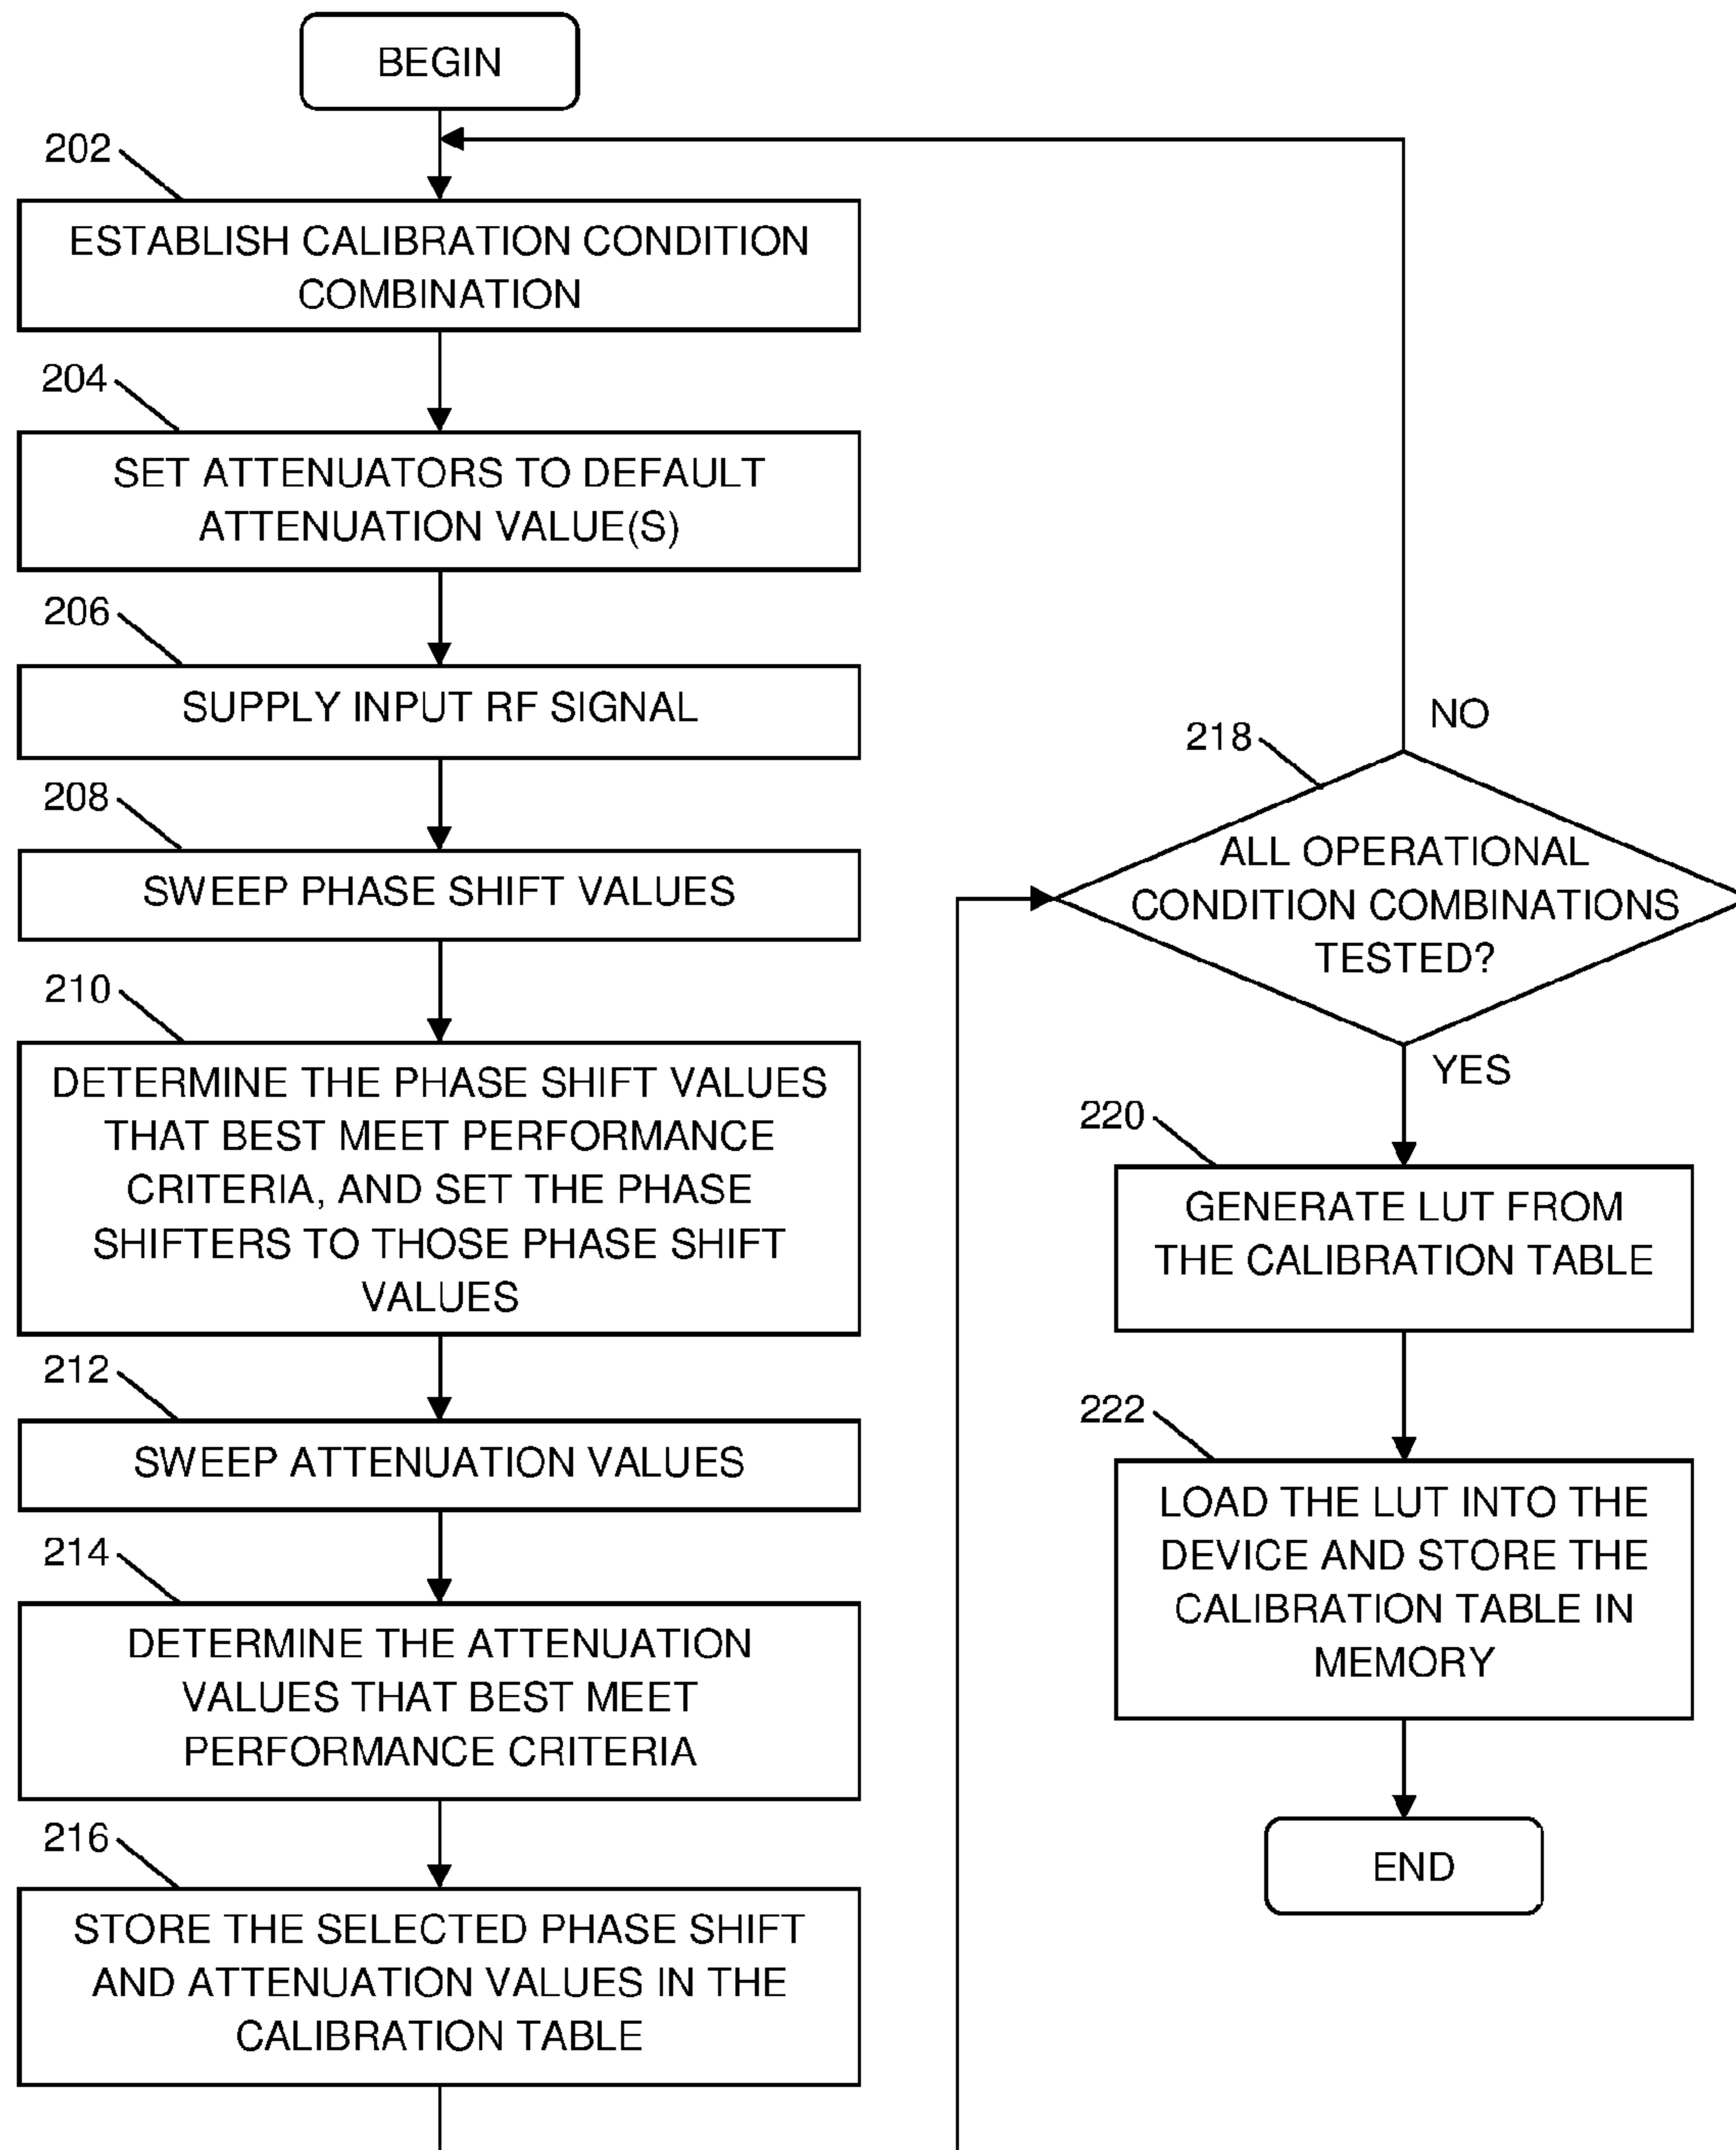 BEGIN
202
ESTABLISH CALIBRATION CONDITION
COMBINATION
204
SET ATTENUATORS TO DEFAULT
ATTENUATION VALUE(S)
206
SUPPLY INPUT RF SIGNAL
208
SWEEP PHASE SHIFT VALUES
210
DETERMINE THE PHASE SHIFT VALUES
THAT BEST MEET PERFORMANCE
CRITERIA, AND SET THE PHASE
SHIFTERS TO THOSE PHASE SHIFT
VALUES
212
SWEEP ATTENUATION VALUES
214
DETERMINE THE ATTENUATION
VALUES THAT BEST MEET
PERFORMANCE CRITERIA
216
STORE THE SELECTED PHASE SHIFT
AND ATTENUATION VALUES IN THE
CALIBRATION TABLE
NO
218
ALL OPERATIONAL
CONDITION COMBINATIONS
TESTED?
YES
220
GENERATE LUT FROM
THE CALIBRATION TABLE
222
LOAD THE LUT INTO THE
DEVICE AND STORE THE
CALIBRATION TABLE IN
MEMORY
END